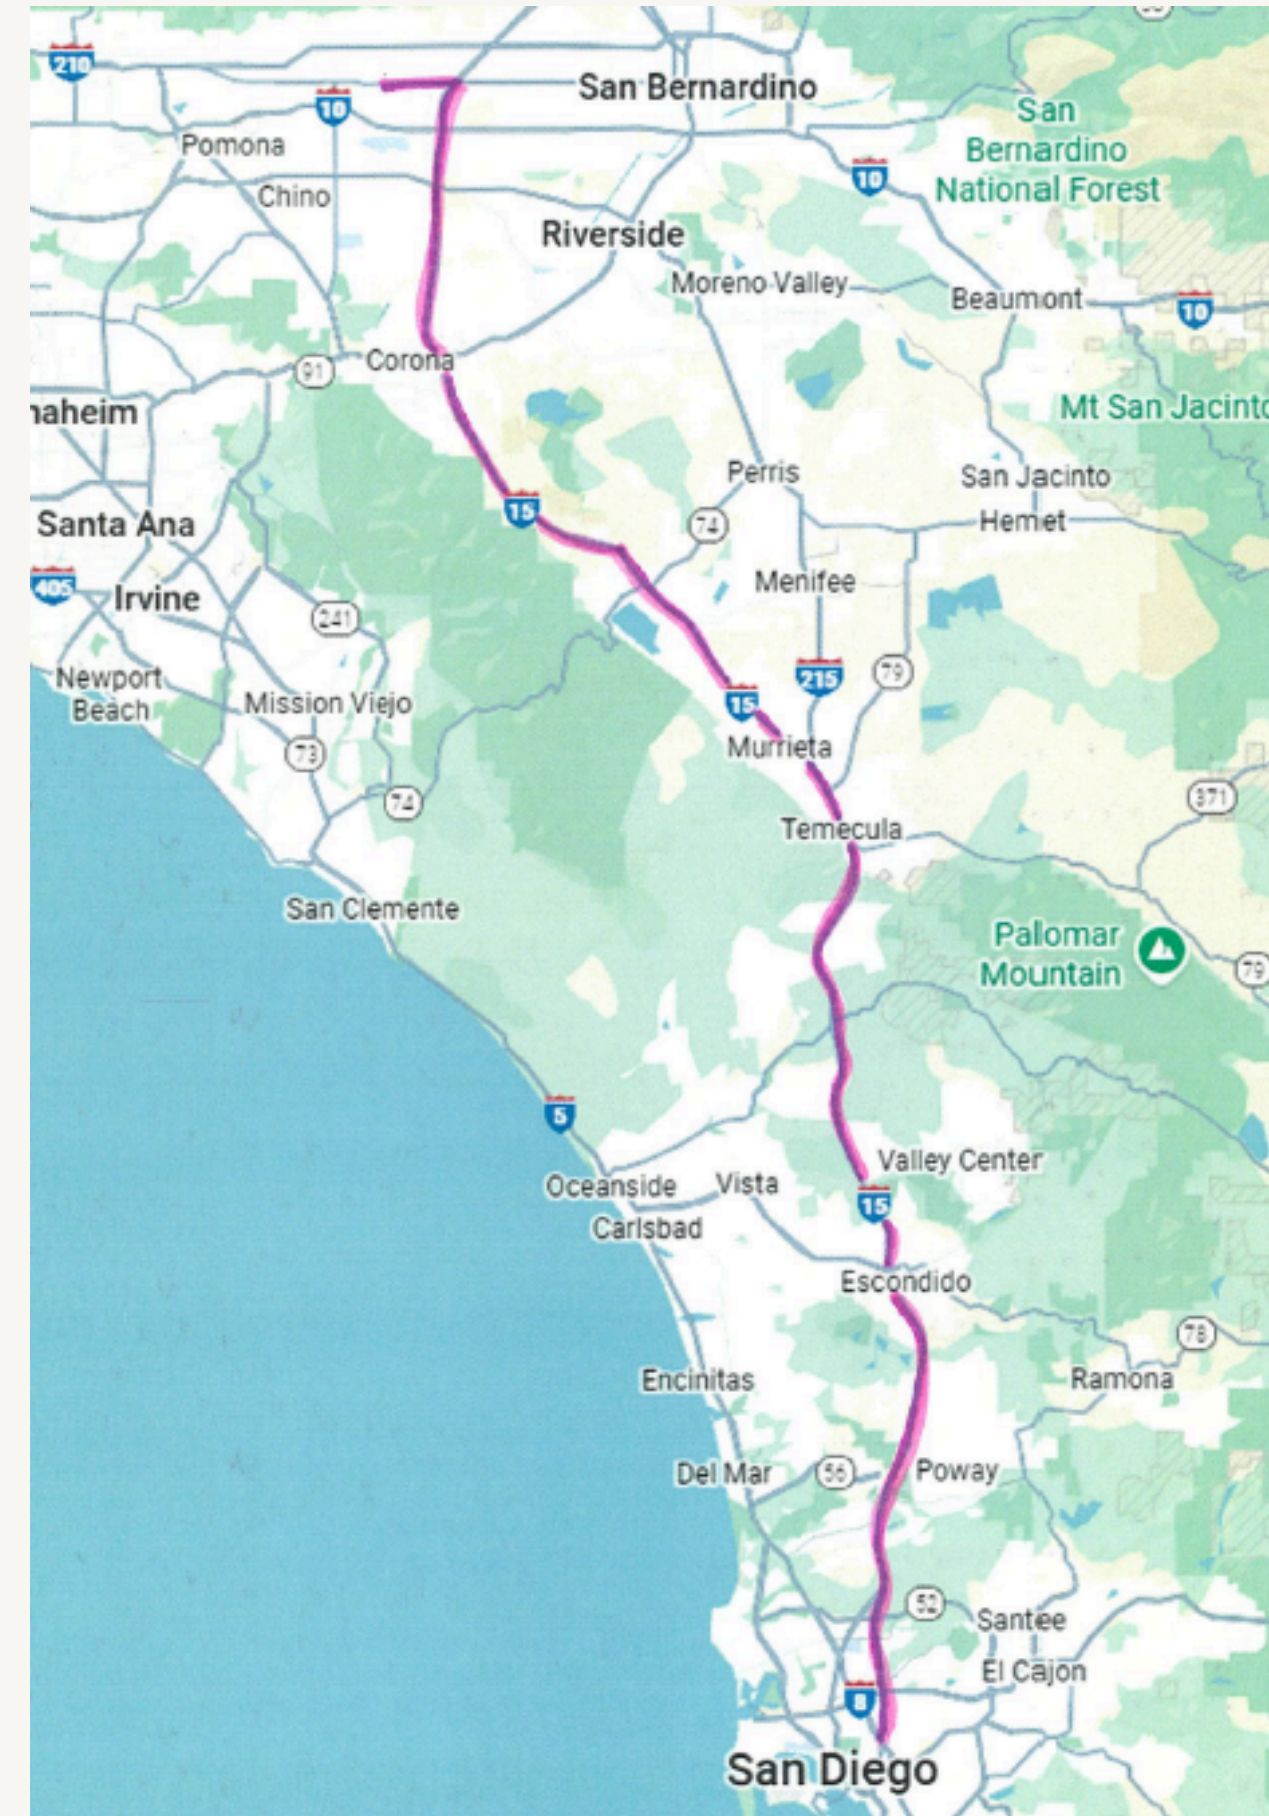 210
10
San Bernardino
San
Bernardino
National Forest
Pomona
10
Chino
Riverside
Moreno Valley
Beaumont
10
Corona
91
naheim
Mt San Jacinto
Perris
San Jacinto
15
74
Hemet
Santa Ana
405
Irvine
Menifee
241
Newport
Beach
Mission Viejo
215
79
15
73
Murrieta
74
371
Temecula
San Clemente
Palomar
Mountain
79
5
Valley Center
Oceanside
Vista
15
Carlsbad
Escondido
78
Encinitas
Ramona
Del Mar
56
Poway
52
Santee
El Cajon
8
San Diego